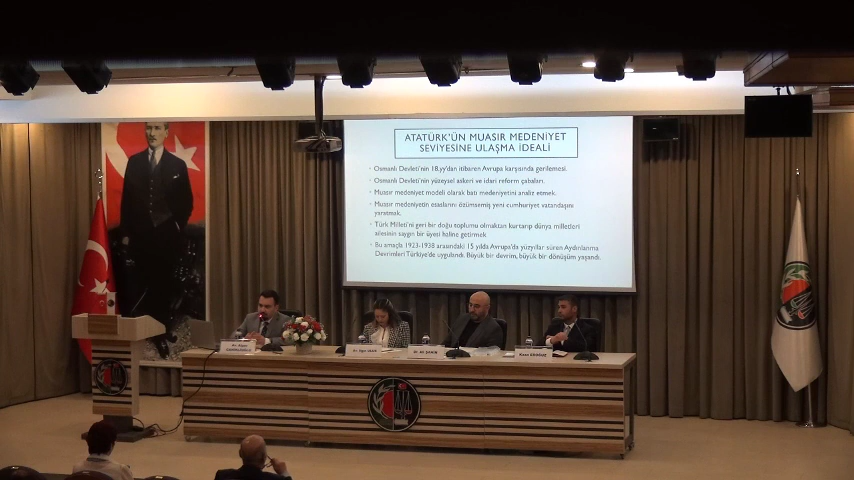 ATATÜRK'ÜN MUASIR MEDENİYET
SEVİYESİNE ULAŞMA İDEALİ
• Osmanlı Devleti'nin 18.yy'dan itibaren Avrupa karşısında gerilemesi.
• Osmanlı Devleti'nin yüzeysel askeri ve idari reform çabaları.
• Muasır medeniyet modeli olarak batı medeniyetini analiz etmek.
• Muasır medeniyetin esaslarını özümsemiş yeni cumhuriyet vatandaşını
yaratmak.
• Türk Milleti'ni geri bir doğu toplumu olmaktan kurtarıp dünya milletleri
ailesinin saygın bir üyesi haline getirmek
• Bu amaçla 1923-1938 arasındaki 15 yılda Avrupa'da yüzyıllar süren Aydınlanma
Devrimleri Türkiye'de uygulandı. Büyük bir devrim, büyük bir dönüşüm yaşandı.